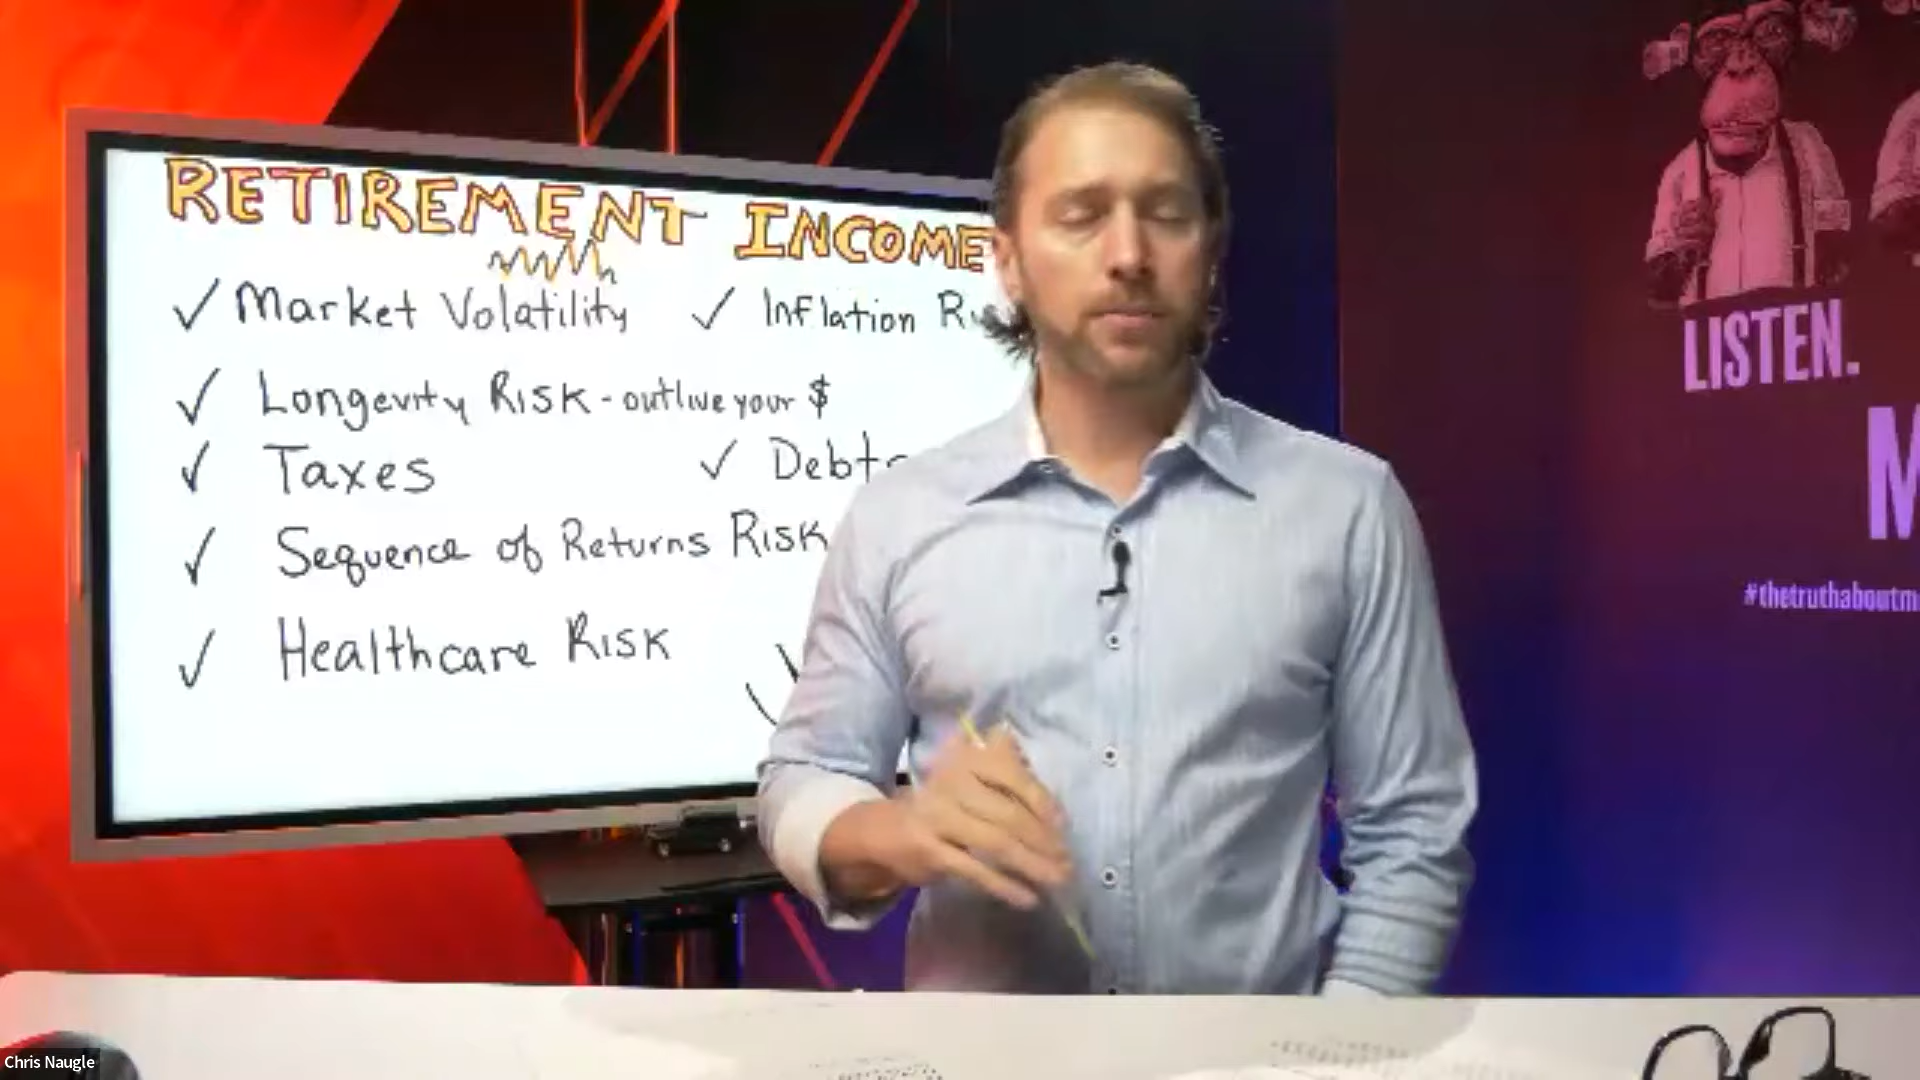 RETIREMENT INCOME
✓ Market Volatility ✓ Inflation
✓ Longevity Risk - outlive your $
✓ Taxes ✓ Debts
✓ Sequence of Returns Risk
✓ Healthcare Risk
LISTEN.
Chris Naugle